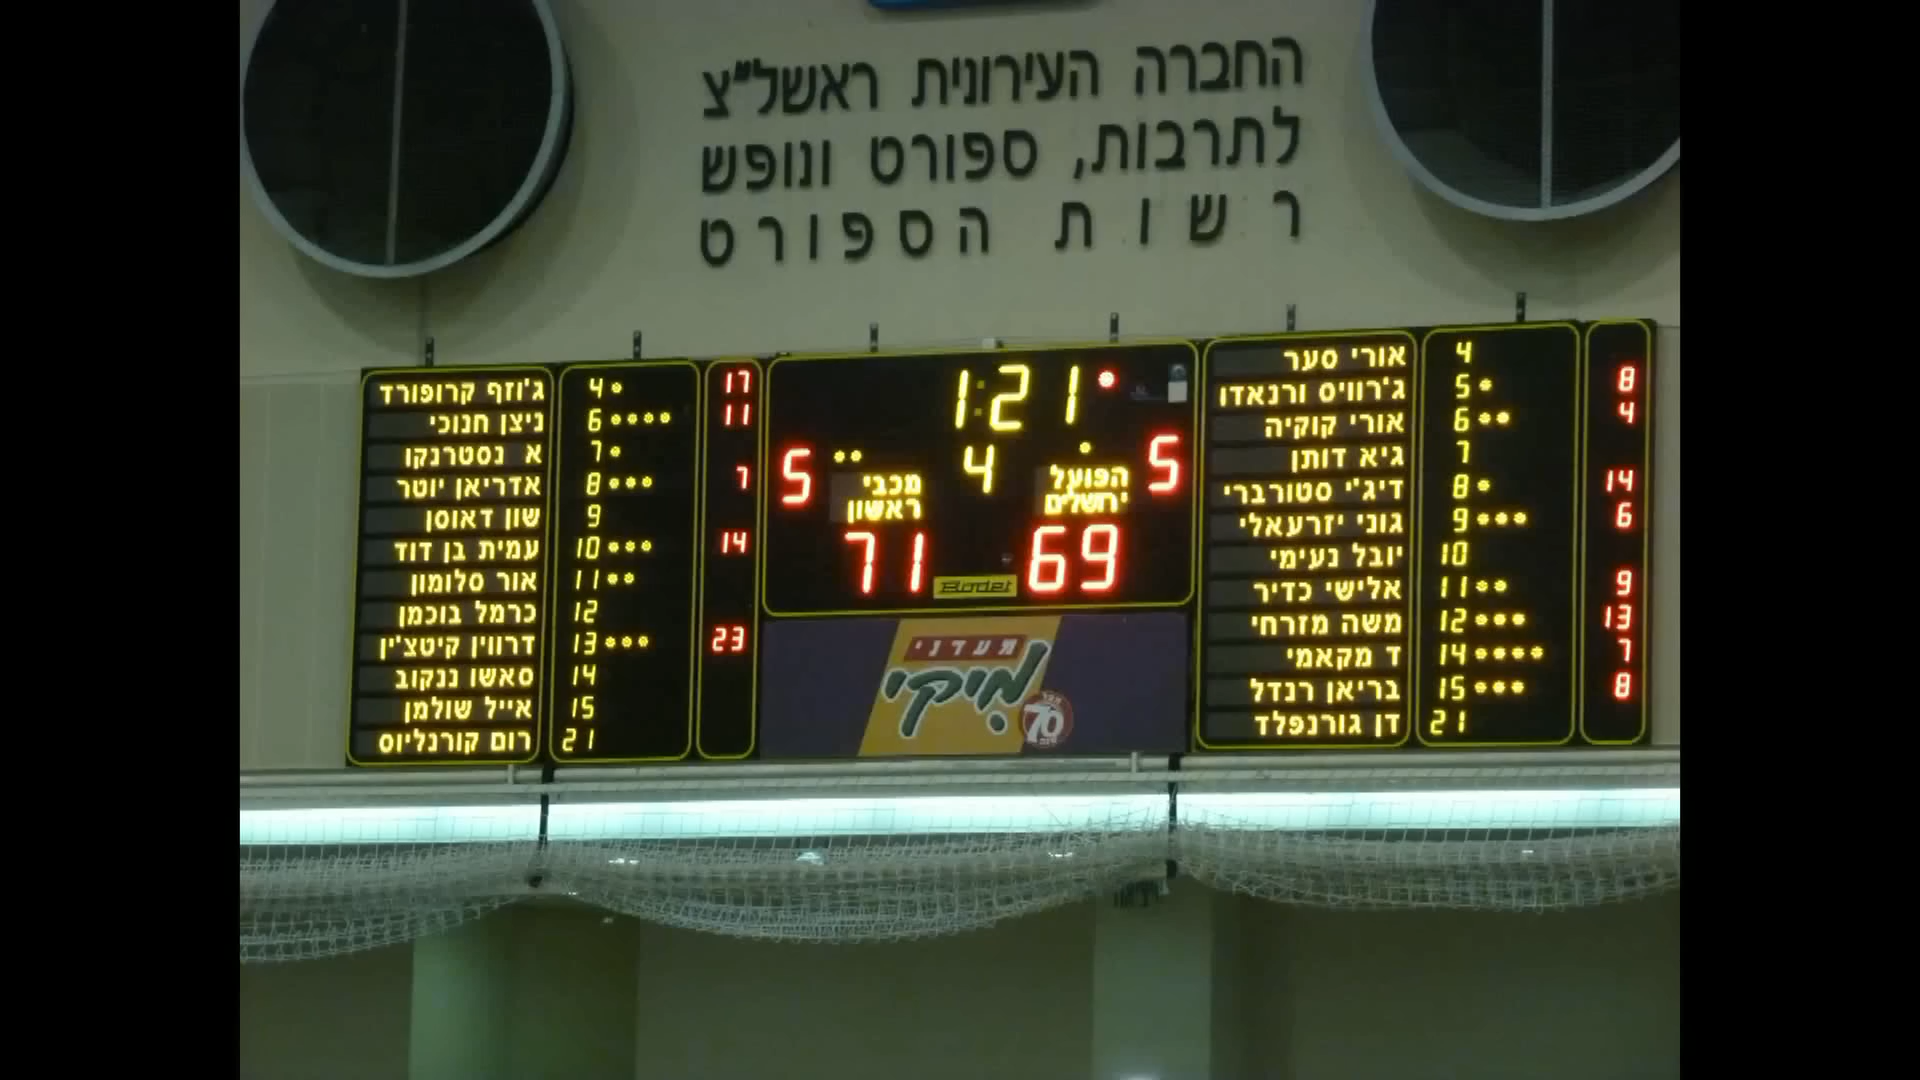 החברה העירונית ראשל״צ
לתרבות, ספורט ונופש
רשות הספורט
ג'וזף קרופורד 4• 17
ניצן חנוכי 6•••• 11
א נסטרנקו 7•
אדריאן יוטר 8••• 7
שון דאוסן 9
עמית בן דוד 10••• 14
אור סלומון 11••
כרמל בוכמן 12
דרווין קיטצ'ין 13••• 23
סאשו ננקוב 14
אייל שולמן 15
רום קורנליוס 21
1:21
5 •• 4 • 5
מכבי ראשון
הפועל ירושלים
71 69
Bodet
מעדני
מיקי
70
אורי סער 4
ג'רוויס ורנאדו 5• 8
אורי קוקיה 6•• 4
גיא דותן 7
דיג'י סטורברי 8• 14
גוני יזרעאלי 9••• 6
יובל נעימי 10
אלישי כדיר 11•• 9
משה מזרחי 12••• 13
ד מקאמי 14•••• 7
בריאן רנדל 15••• 8
דן גורנפלד 21